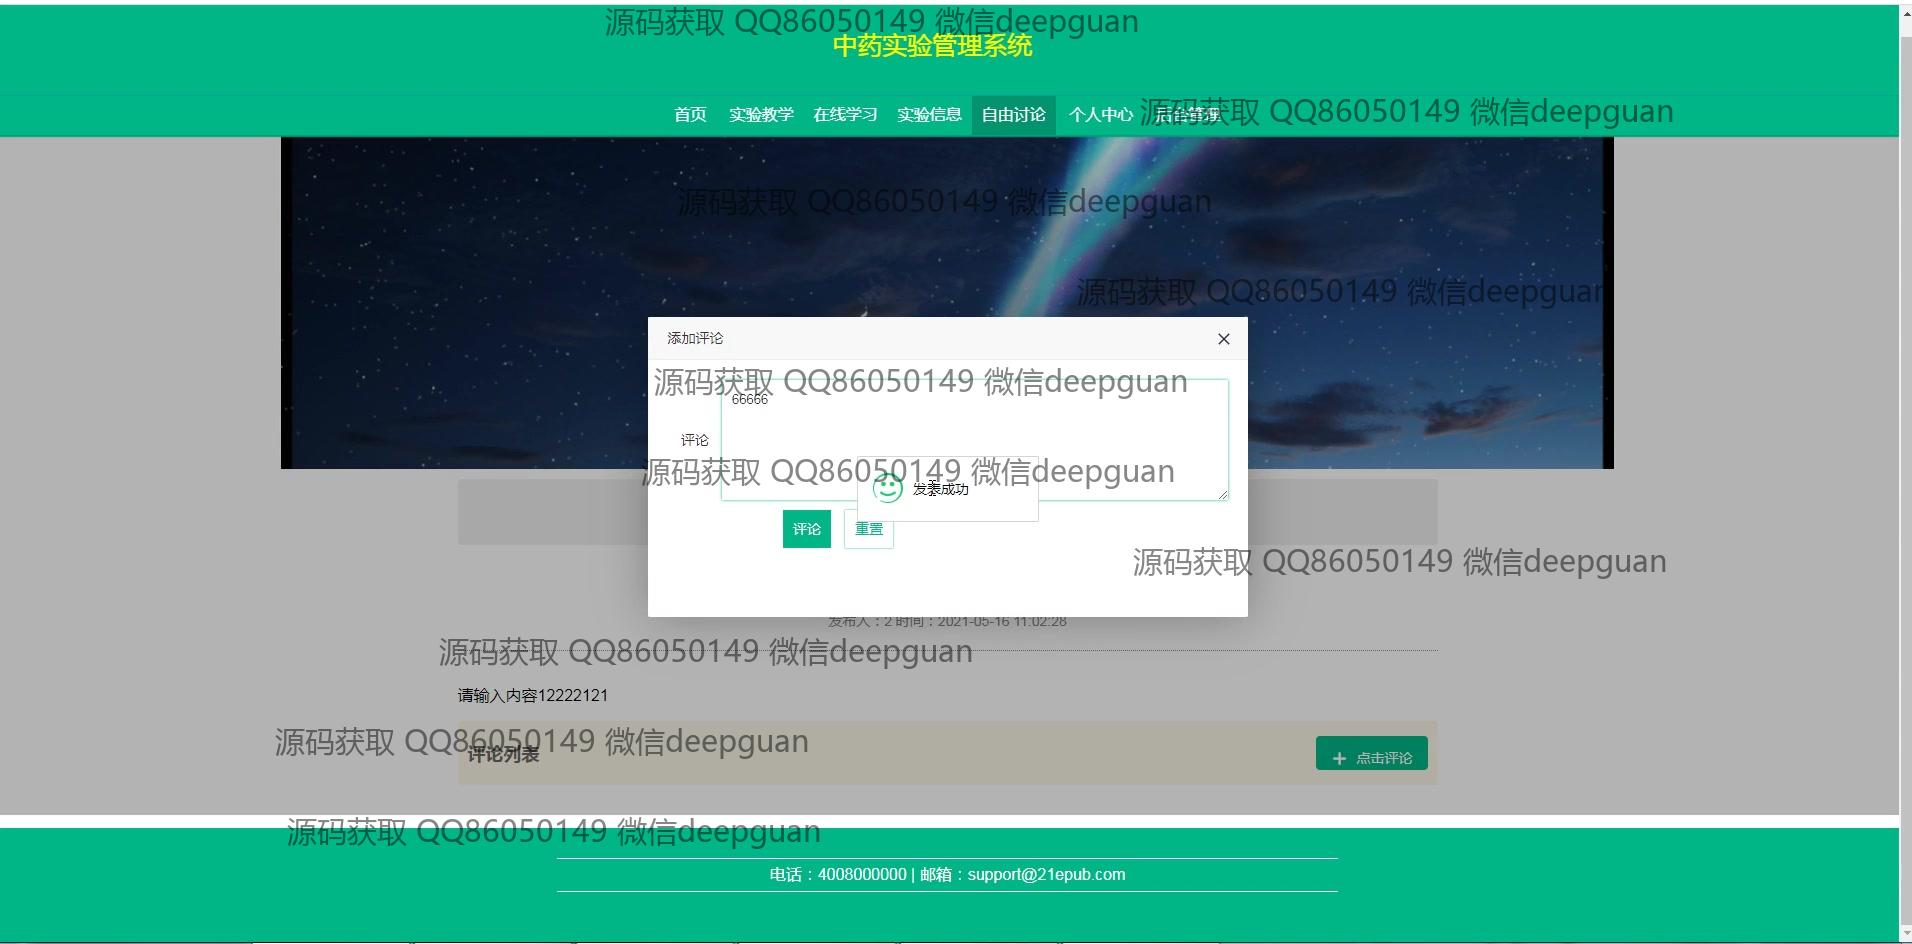 源码获取 QQ86050149 微信deepguan
中药实验管理系统
首页 实验教学 在线学习 实验信息 自由讨论 个人中心 后台管理
源码获取 QQ86050149 微信deepguan
源码获取 QQ86050149 微信deepguan
源码获取 QQ86050149 微信deepguan
添加评论
源码获取 QQ86050149 微信deepguan
66666
评论
源码获取 QQ86050149 微信deepguan
发表成功
评论 重置
源码获取 QQ86050149 微信deepguan
发布人：2 时间：2021-05-16 11:02:28
源码获取 QQ86050149 微信deepguan
请输入内容12222121
源码获取 QQ86050149 微信deepguan
评论列表
点击评论
源码获取 QQ86050149 微信deepguan
电话：4008000000 | 邮箱：support@21epub.com